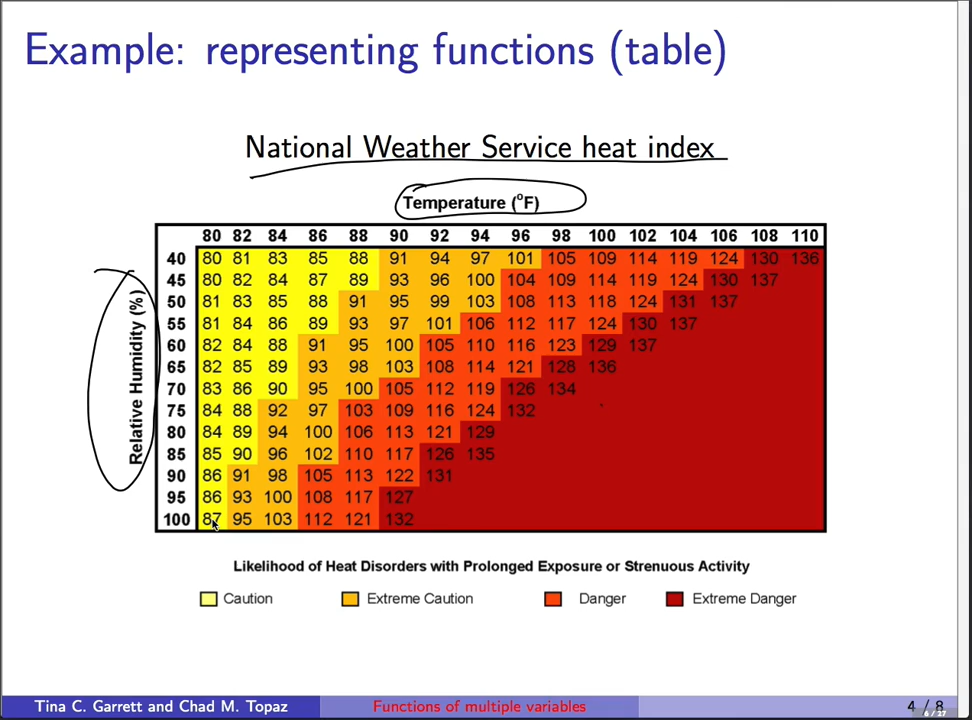 Example: representing functions (table)
National Weather Service heat index
Temperature (°F)
80 82 84 86 88 90 92 94 96 98 100 102 104 106 108 110
Relative Humidity (%)
40 80 81 83 85 88 91 94 97 101 105 109 114 119 124 130 136
45 80 82 84 87 89 93 96 100 104 109 114 119 124 130 137
50 81 83 85 88 91 95 99 103 108 113 118 124 131 137
55 81 84 86 89 93 97 101 106 112 117 124 130 137
60 82 84 88 91 95 100 105 110 116 123 129 137
65 82 85 89 93 98 103 108 114 121 128 136
70 83 86 90 95 100 105 112 119 126 134
75 84 88 92 97 103 109 116 124 132
80 84 89 94 100 106 113 121 129
85 85 90 96 102 110 117 126 135
90 86 91 98 105 113 122 131
95 86 93 100 108 117 127
100 87 95 103 112 121 132
Likelihood of Heat Disorders with Prolonged Exposure or Strenuous Activity
Caution Extreme Caution Danger Extreme Danger
Tina C. Garrett and Chad M. Topaz Functions of multiple variables 4 / 8